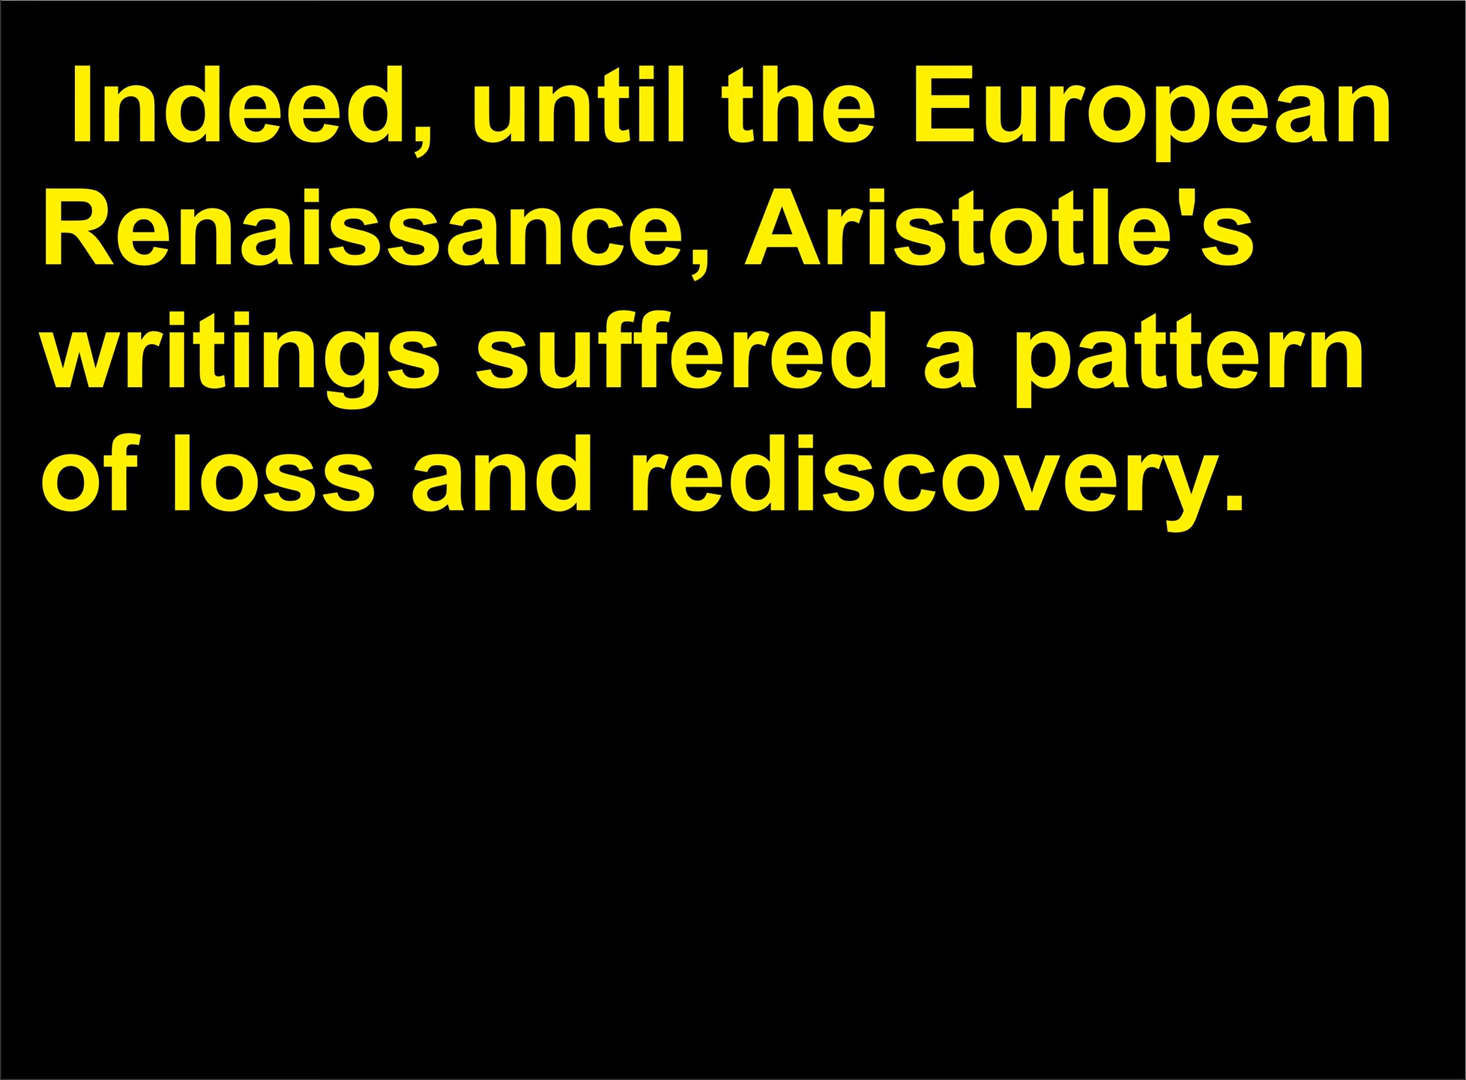 Indeed, until the European
Renaissance, Aristotle's
writings suffered a pattern
of loss and rediscovery.